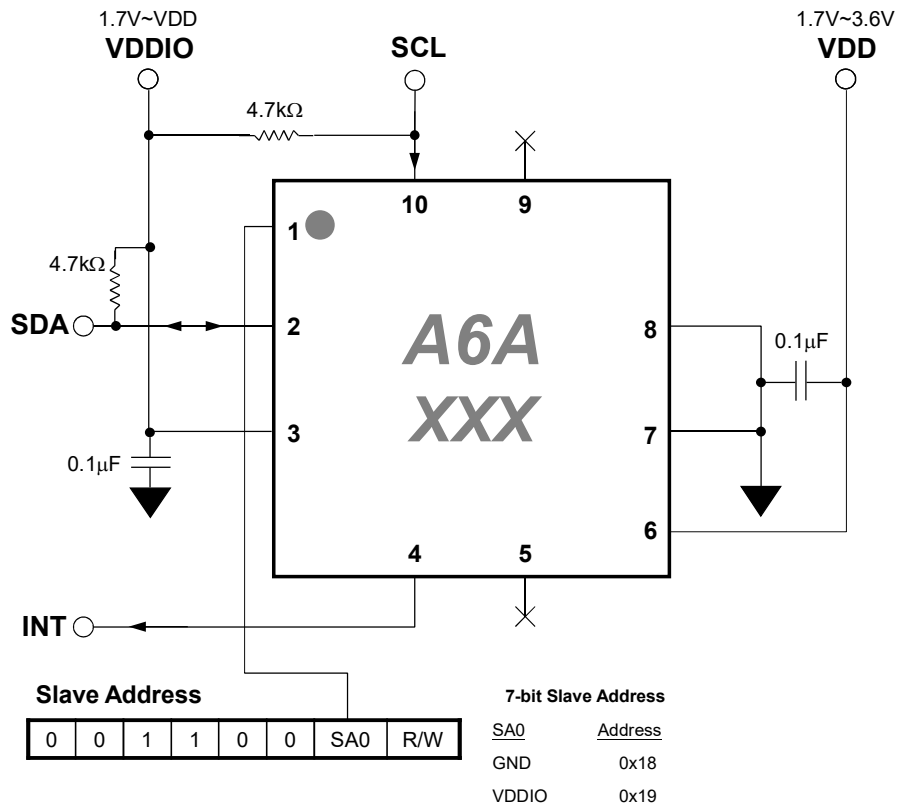 1.7V~VDD
VDDIO
SCL
1.7V~3.6V
VDD
4.7kΩ
10
9
1
4.7kΩ
SDA
2
A6A
XXX
8
0.1μF
3
7
0.1μF
6
4
5
INT
Slave Address
0 0 1 1 0 0 SA0 R/W
7-bit Slave Address
SA0 Address
GND 0x18
VDDIO 0x19